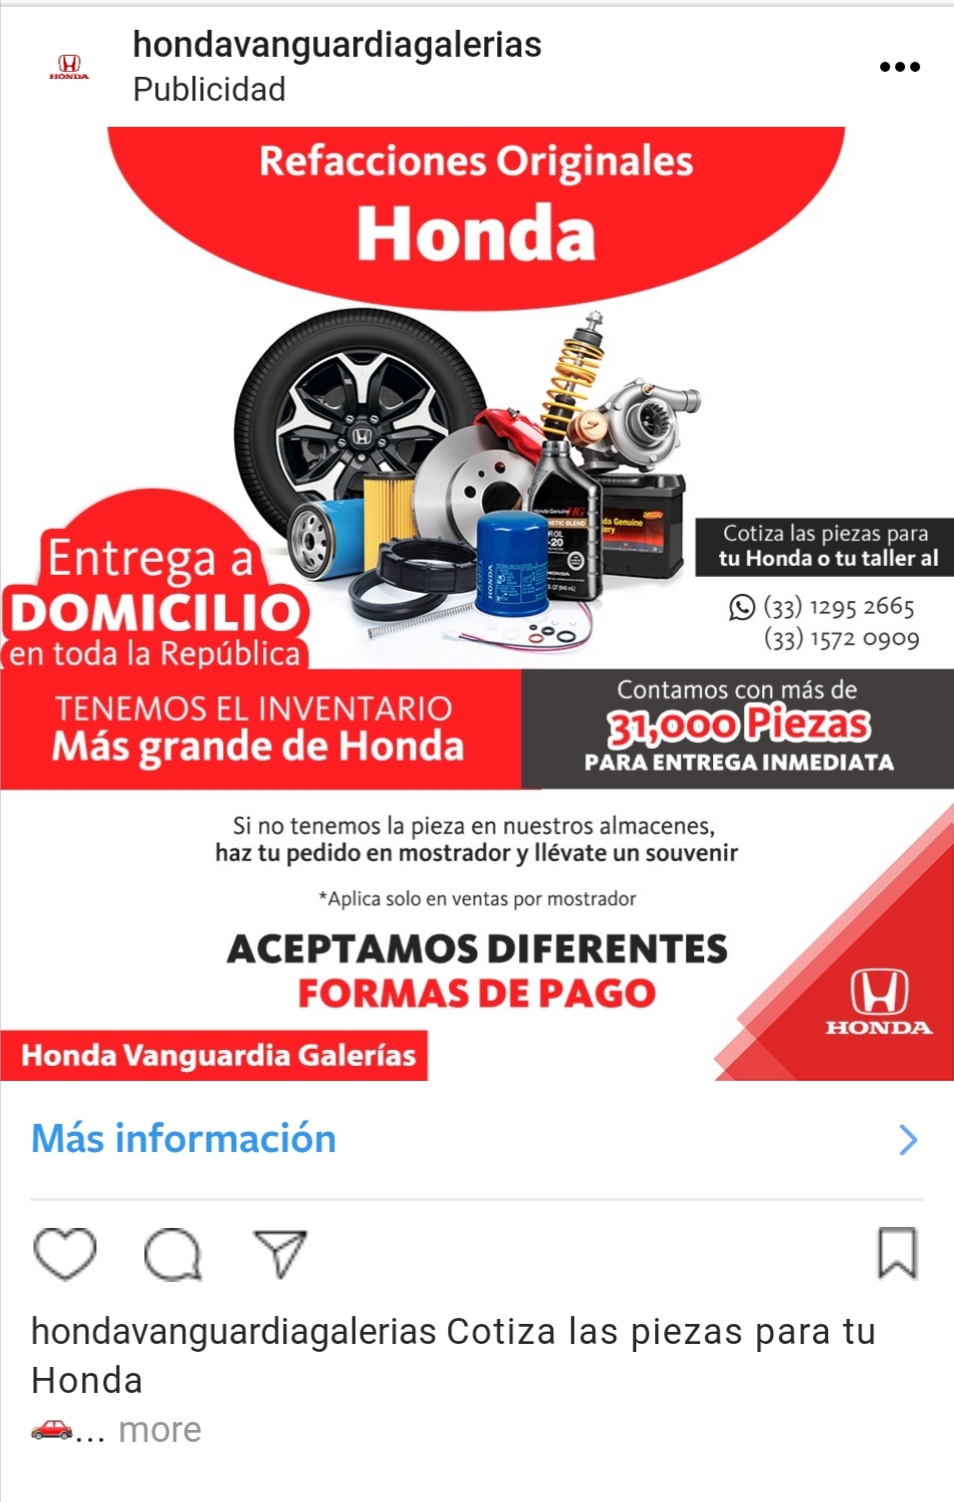 hondavanguardiagalerias
Publicidad
HONDA
Refacciones Originales
Honda
Entrega a
DOMICILIO
en toda la República
Cotiza las piezas para
tu Honda o tu taller al
(33) 1295 2665
(33) 1572 0909
TENEMOS EL INVENTARIO
Más grande de Honda
Contamos con más de
31,000 Piezas
PARA ENTREGA INMEDIATA
Si no tenemos la pieza en nuestros almacenes,
haz tu pedido en mostrador y llévate un souvenir
*Aplica solo en ventas por mostrador
ACEPTAMOS DIFERENTES
FORMAS DE PAGO
HONDA
Honda Vanguardia Galerías
Más información
hondavanguardiagalerias Cotiza las piezas para tu
Honda
... more